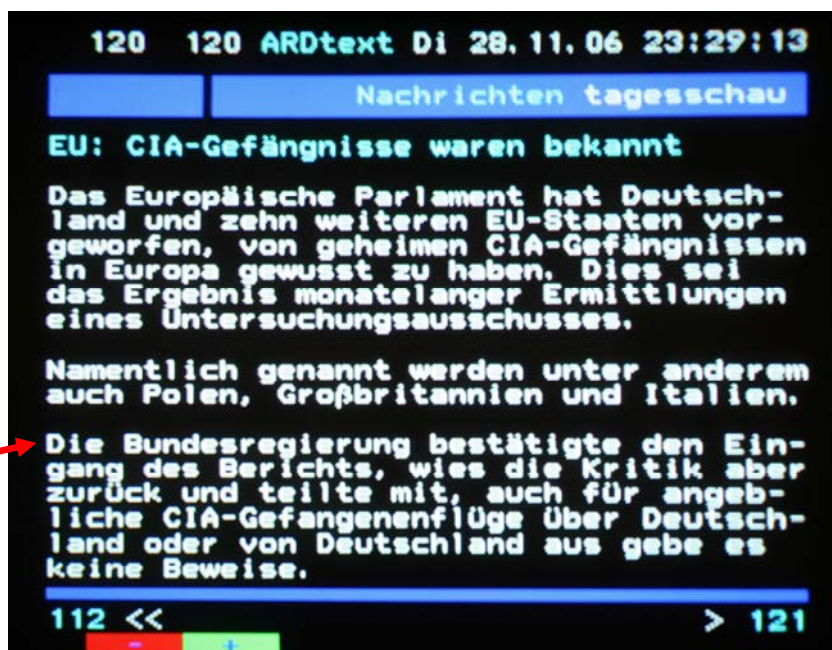 120 120 ARDtext Di 28.11.06 23:29:13
Nachrichten tagesschau
EU: CIA-Gefängnisse waren bekannt
Das Europäische Parlament hat Deutsch-
land und zehn weiteren EU-Staaten vor-
geworfen, von geheimen CIA-Gefängnissen
in Europa gewusst zu haben. Dies sei
das Ergebnis monatelanger Ermittlungen
eines Untersuchungsausschusses.
Namentlich genannt werden unter anderem
auch Polen, Großbritannien und Italien.
Die Bundesregierung bestätigte den Ein-
gang des Berichts, wies die Kritik aber
zurück und teilte mit, auch für angeb-
liche CIA-Gefangenenflüge über Deutsch-
land oder von Deutschland aus gebe es
keine Beweise.
112 << > 121
- +